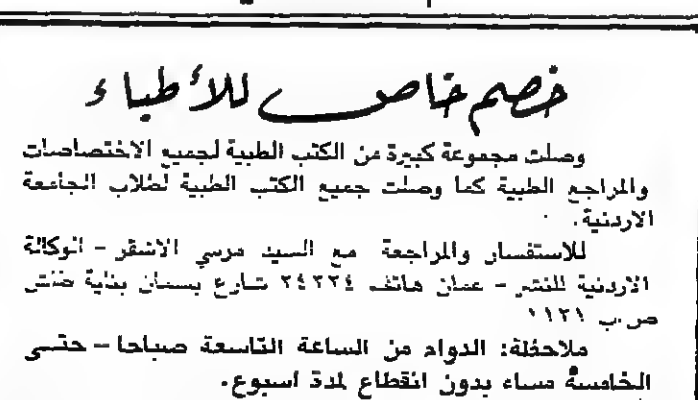 خصم خاص للأطباء
وصلت مجموعة كبيرة من الكتب الطبية لجميع الاختصاصات
والمراجع الطبية كما وصلت جميع الكتب الطبية لطلاب الجامعة
الاردنية.
للاستفسار والمراجعة مع السيد مرسي الاشقر - الوكالة
الاردنية للنشر - عمان هاتف ٢٤٢٢٤ شارع بسمان بناية
ص.ب ١١٢١
ملاحظة: الدوام من الساعة التاسعة صباحا - حتى
الخامسة مساء بدون انقطاع لمدة اسبوع.